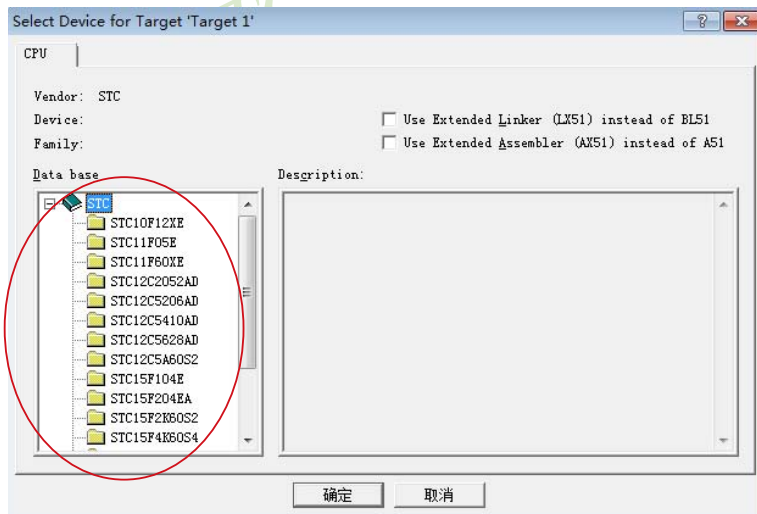 Select Device for Target 'Target 1'
CPU
Vendor: STC
Device:
Use Extended Linker (LX51) instead of BL51
Family:
Use Extended Assembler (AX51) instead of A51
Data base
Description:
STC
STC10F12XE
STC11F05E
STC11F60XE
STC12C2052AD
STC12C5206AD
STC12C5410AD
STC12C5628AD
STC12C5A60S2
STC15F104E
STC15F204EA
STC15F2K60S2
STC15F4K60S4
确定
取消